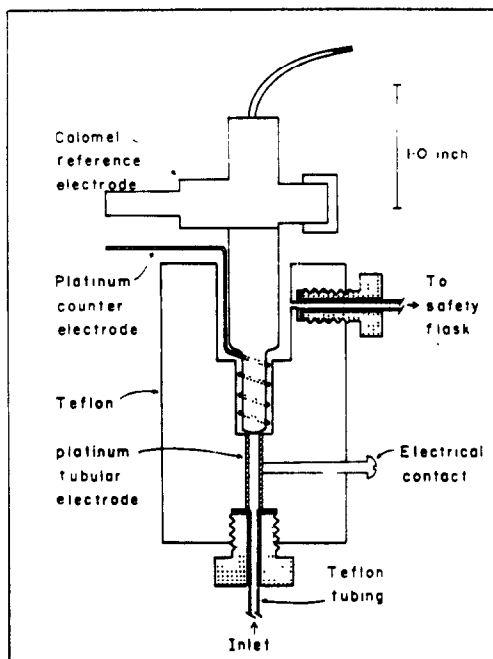 Calomel
reference
electrode
1·0 inch
Platinum
counter
electrode
To
safety
flask
Teflon
platinum
tubular
electrode
Electrical
contact
Teflon
tubing
Inlet